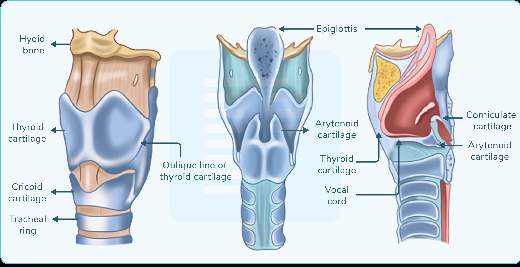 Hyoid
bone
Thyroid
cartilage
Cricoid
cartilage
Tracheal
ring
Oblique line of
thyroid cartilage
Epiglottis
Arytenoid
cartilage
Thyroid
cartilage
Vocal
cord
Corniculate
cartilage
Arytenoid
cartilage